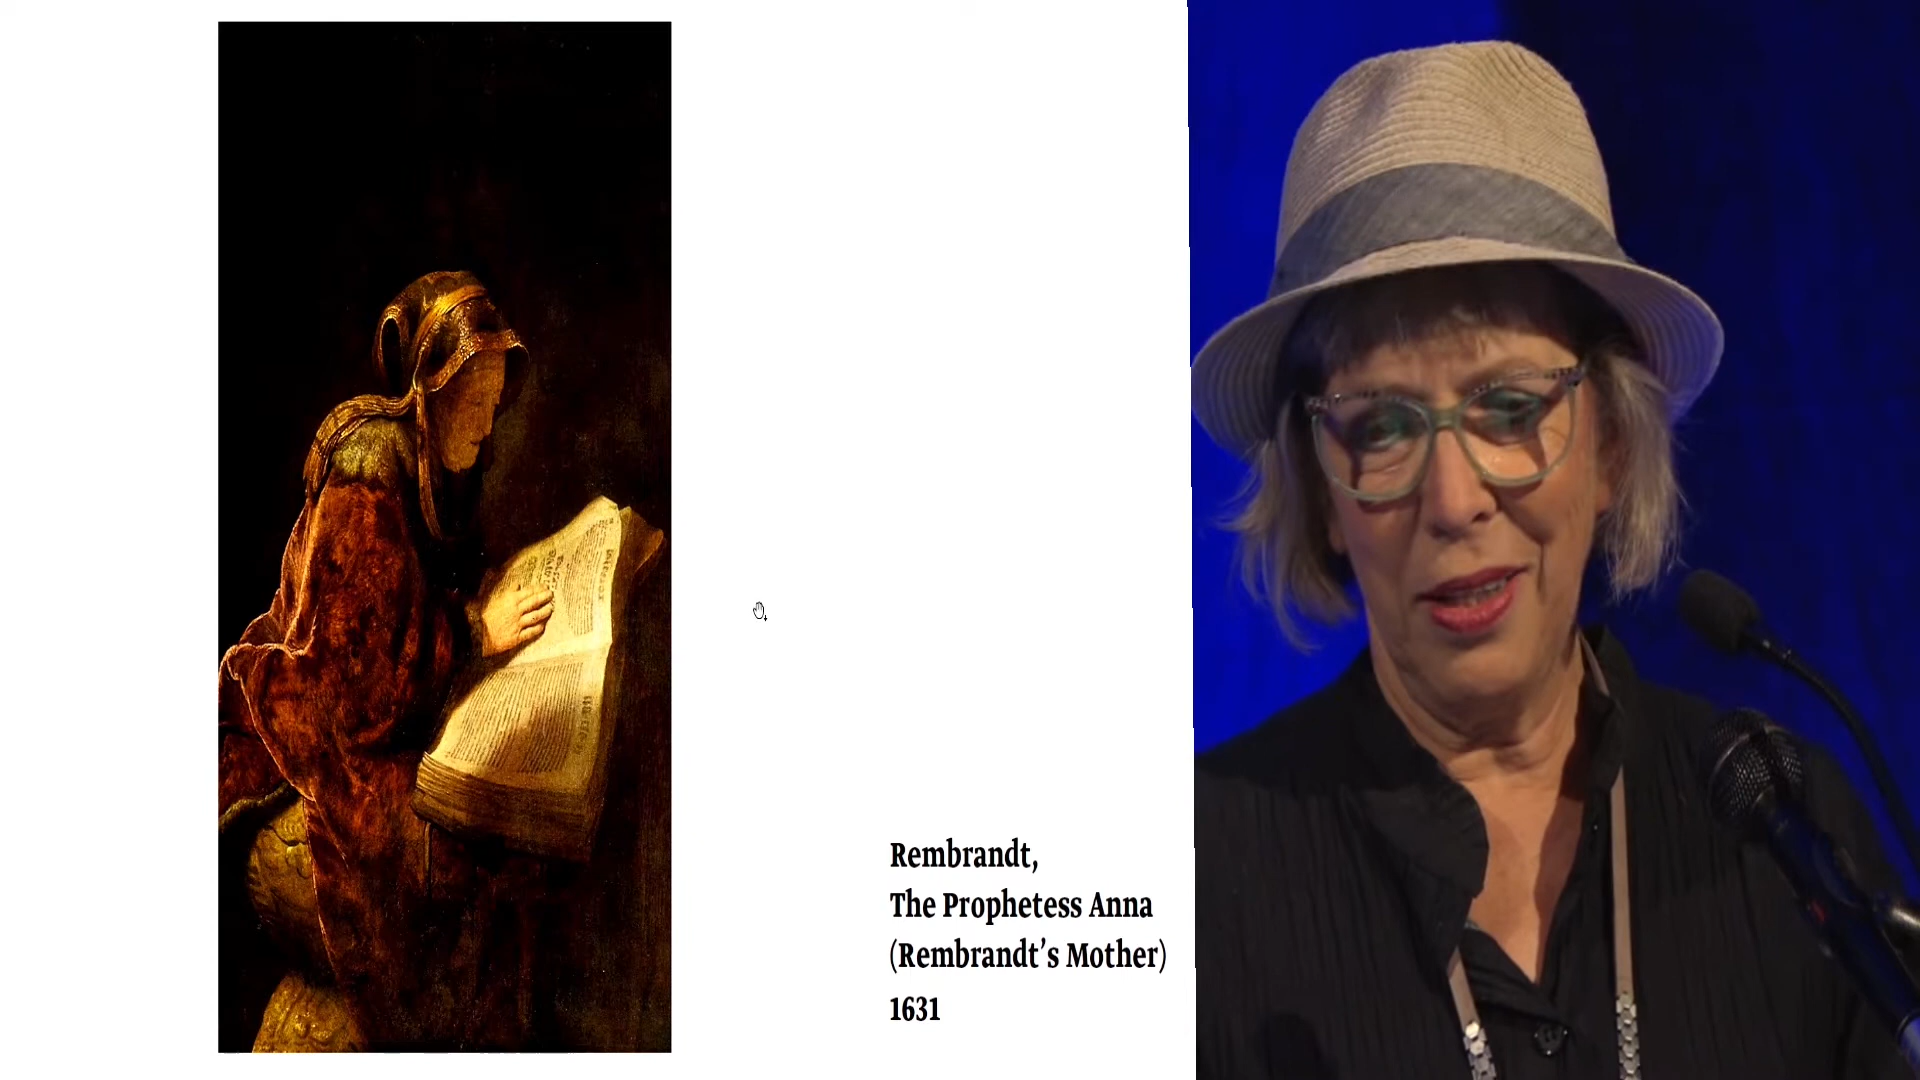 Rembrandt,
The Prophetess Anna
(Rembrandt’s Mother)
1631